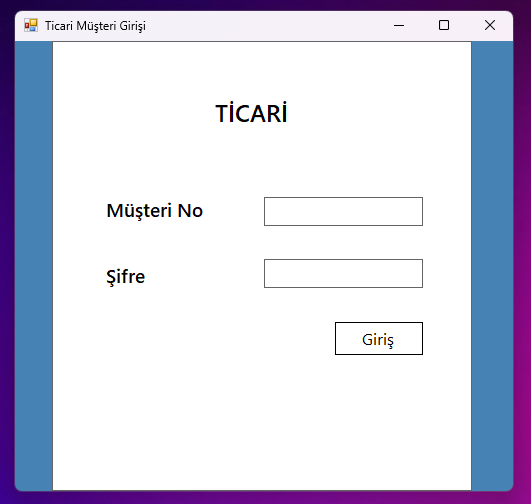 Ticari Müşteri Girişi
TİCARİ
Müşteri No
Şifre
Giriş